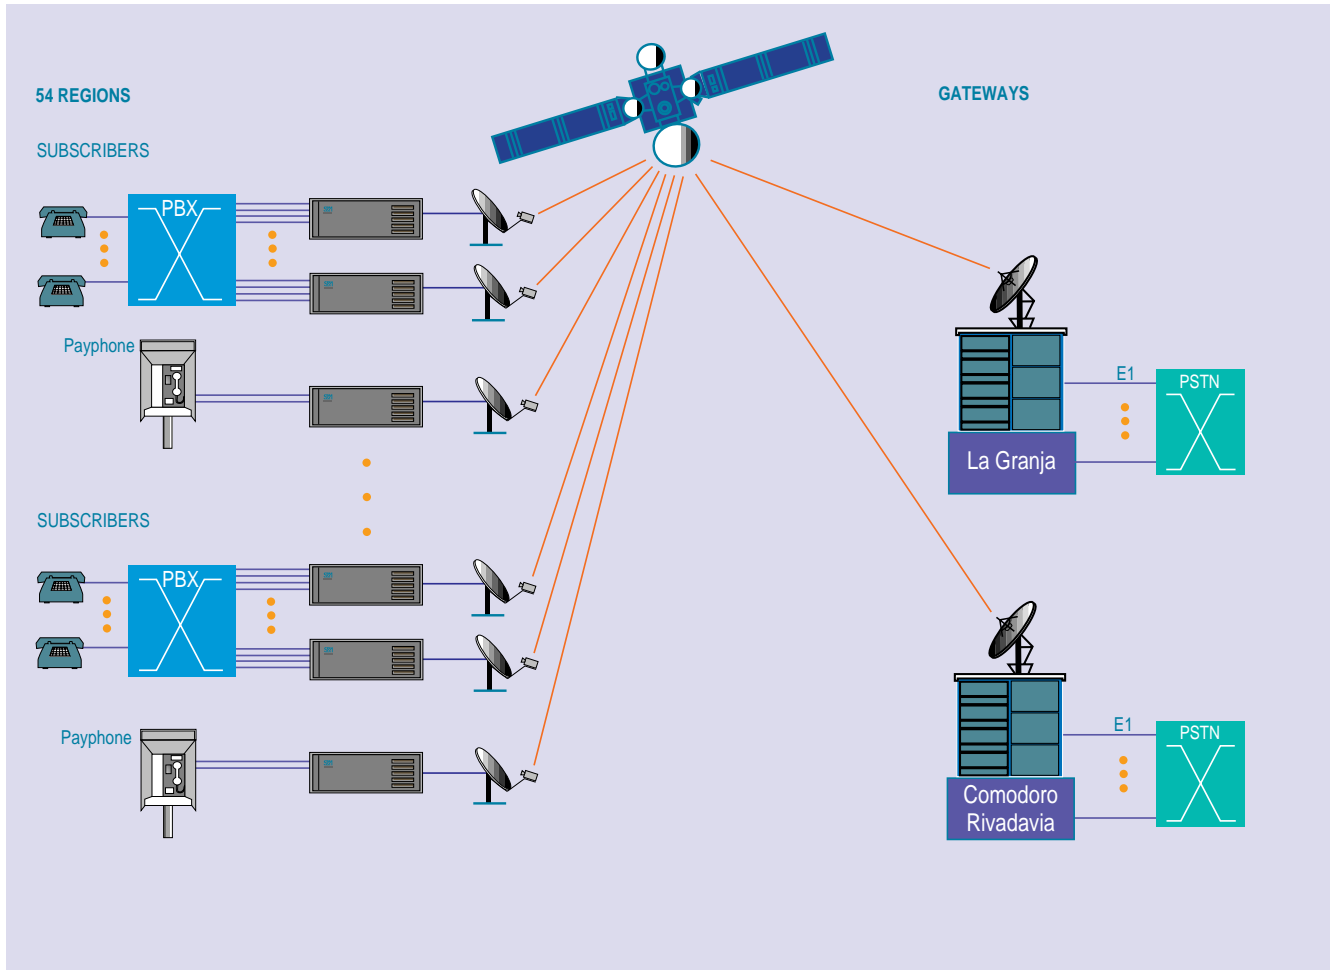 54 REGIONS
GATEWAYS
SUBSCRIBERS
PBX
Payphone
E1
PSTN
La Granja
SUBSCRIBERS
PBX
Payphone
E1
PSTN
Comodoro
Rivadavia